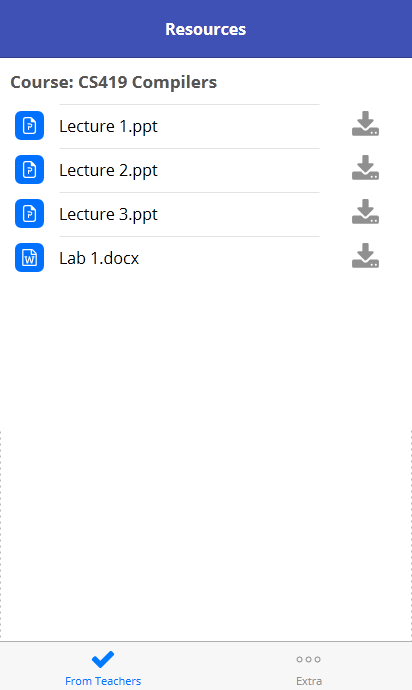 Resources
Course: CS419 Compilers
Lecture 1.ppt
Lecture 2.ppt
Lecture 3.ppt
Lab 1.docx
From Teachers
Extra